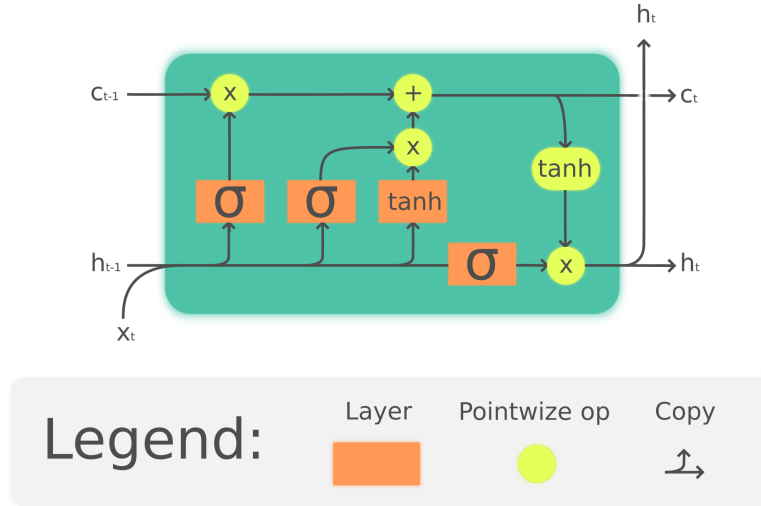 hₜ
cₜ₋₁ x + cₜ
x
tanh
σ σ tanh
hₜ₋₁ σ x hₜ
xₜ
Legend:
Layer Pointwize op Copy